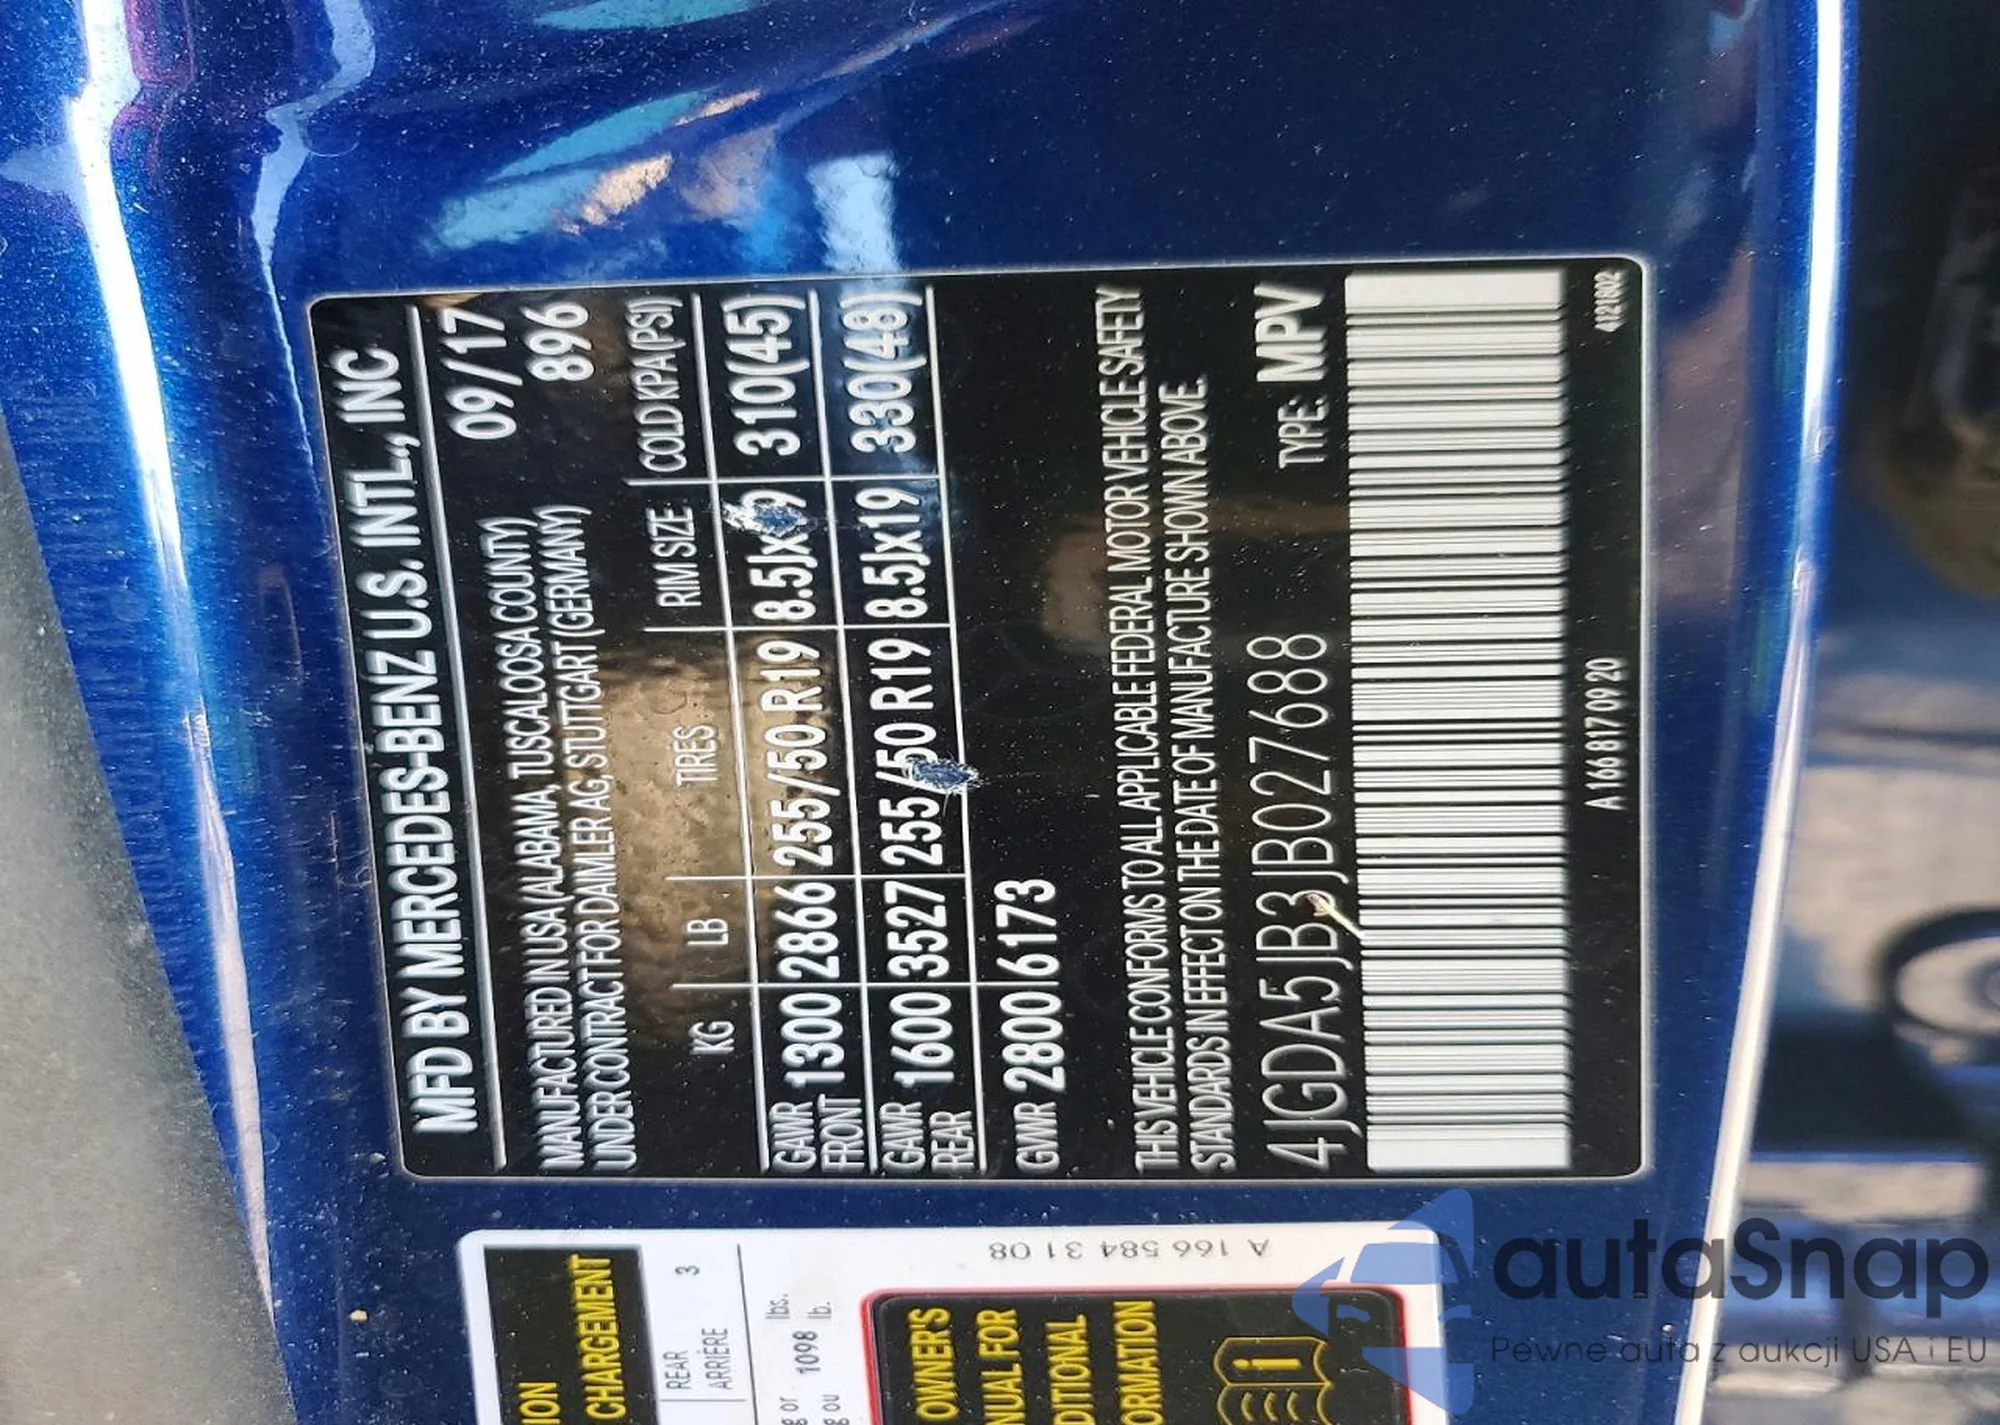 MFD BY MERCEDES-BENZ U.S. INTL., INC
09/17
MANUFACTURED IN USA (ALABAMA, TUSCALOOSA COUNTY)
UNDER CONTRACT FOR DAIMLER AG, STUTTGART (GERMANY)
896
KG LB TIRES RIM SIZE COLD KPA (PSI)
GAWR FRONT 1300 2866 255/50 R19 8.5Jx19 310(45)
GAWR REAR 1600 3527 255/50 R19 8.5Jx19 330(48)
GVWR 2800 6173
THIS VEHICLE CONFORMS TO ALL APPLICABLE FEDERAL MOTOR VEHICLE SAFETY
STANDARDS IN EFFECT ON THE DATE OF MANUFACTURE SHOWN ABOVE.
4JGDA5JB3JB027688 TYPE: MPV
A 166 817 09 20
4121802
CHARGEMENT
REAR 3
ARRIÈRE
or 1098 lbs.
ou lb.
A 166 584 31 08
OWNER'S
FOR
autaSnap
Pewne auta z aukcji USA i EU